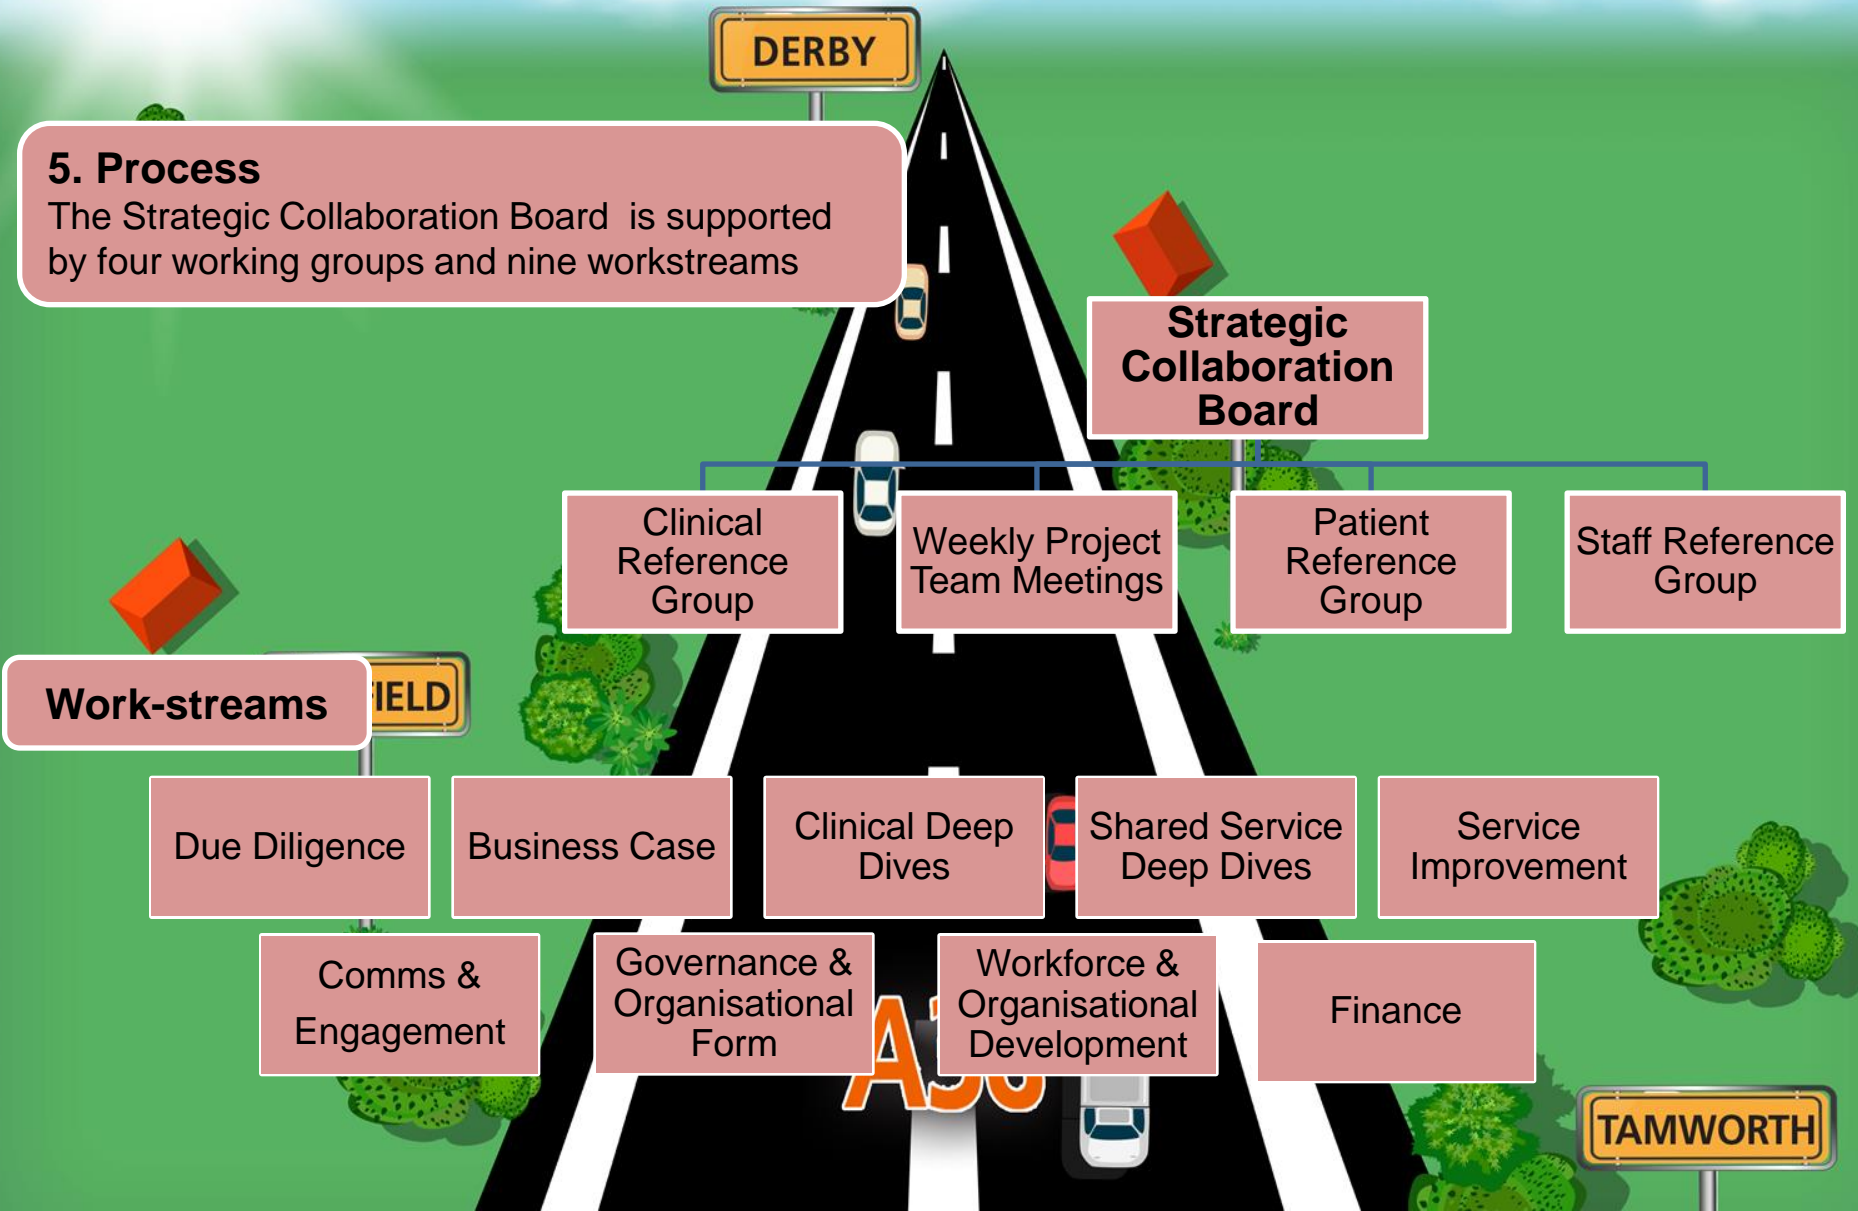 DERBY
5. Process
The Strategic Collaboration Board is supported
by four working groups and nine workstreams
Strategic
Collaboration
Board
Clinical
Reference
Group
Weekly Project
Team Meetings
Patient
Reference
Group
Staff Reference
Group
Work-streams
IELD
Due Diligence
Business Case
Clinical Deep
Dives
Shared Service
Deep Dives
Service
Improvement
Comms &
Engagement
Governance &
Organisational
Form
Workforce &
Organisational
Development
Finance
A38
TAMWORTH